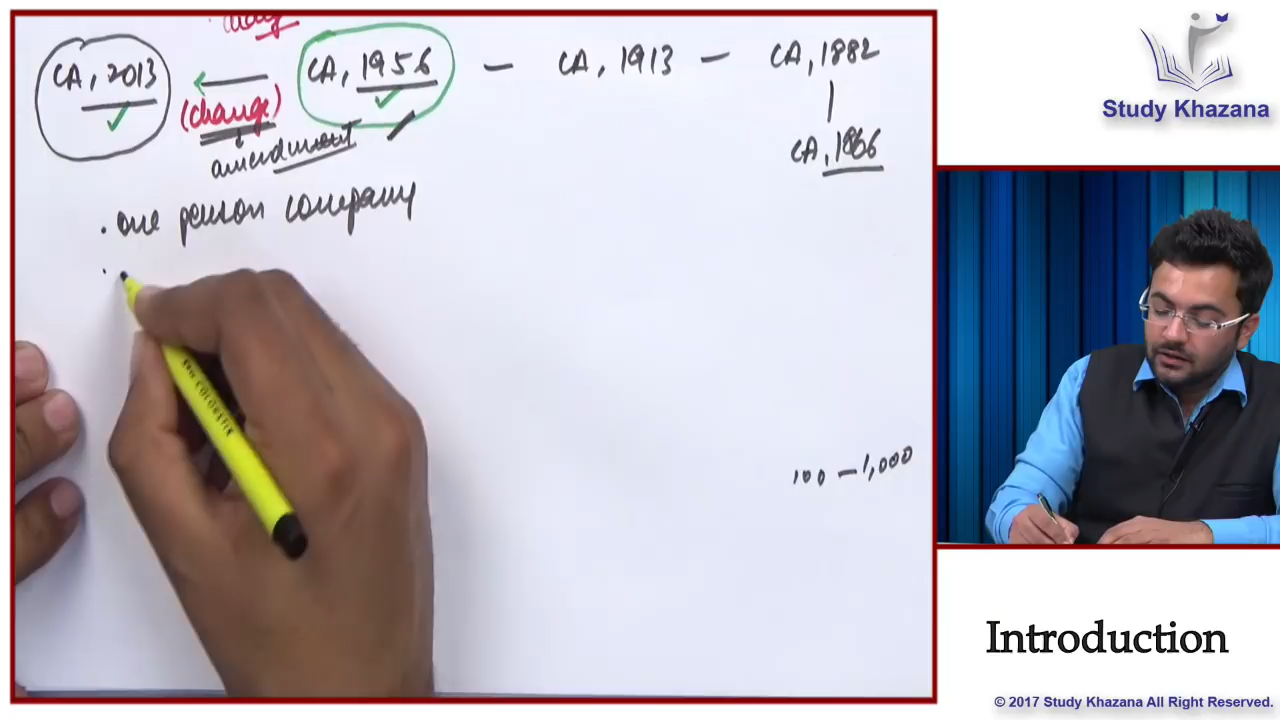 change
CA, 2013
CA, 1956 - CA, 1913 - CA, 1882
(change)
amendment
CA, 1866
. one person company
.
100 - 1,000
Study Khazana
Introduction
© 2017 Study Khazana All Right Reserved.